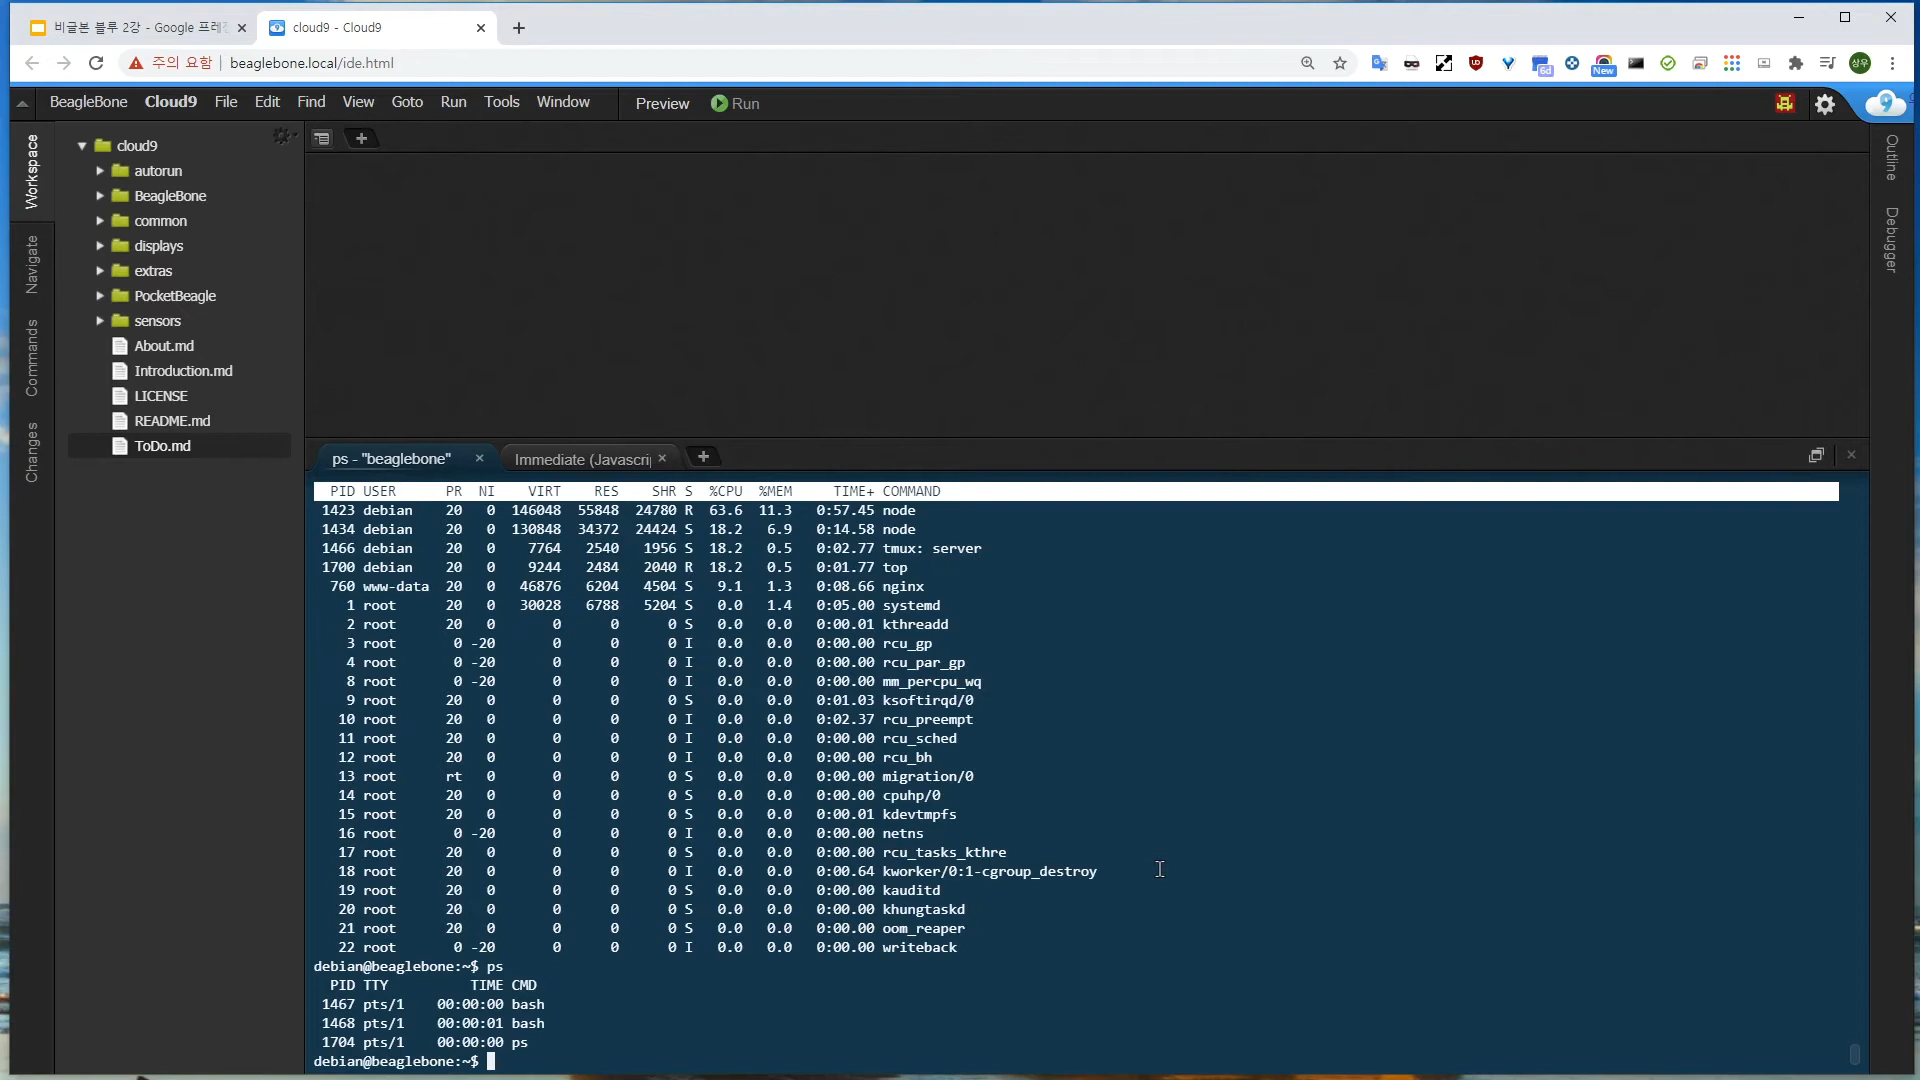 비글본 블루 2강 - Google 프레젠
cloud9 - Cloud9
주의 요함
beaglebone.local/ide.html
6d
New
상우
BeagleBone Cloud9 File Edit Find View Goto Run Tools Window Preview Run
9
Workspace
Navigate
Commands
Changes
Outline
Debugger
cloud9
autorun
BeagleBone
common
displays
extras
PocketBeagle
sensors
About.md
Introduction.md
LICENSE
README.md
ToDo.md
ps - "beaglebone"
Immediate (Javascri
PID USER PR NI VIRT RES SHR S %CPU %MEM TIME+ COMMAND
1423 debian 20 0 146048 55848 24780 R 63.6 11.3 0:57.45 node
1434 debian 20 0 130848 34372 24424 S 18.2 6.9 0:14.58 node
1466 debian 20 0 7764 2540 1956 S 18.2 0.5 0:02.77 tmux: server
1700 debian 20 0 9244 2484 2040 R 18.2 0.5 0:01.77 top
760 www-data 20 0 46876 6204 4504 S 9.1 1.3 0:08.66 nginx
1 root 20 0 30028 6788 5204 S 0.0 1.4 0:05.00 systemd
2 root 20 0 0 0 0 S 0.0 0.0 0:00.01 kthreadd
3 root 0 -20 0 0 0 I 0.0 0.0 0:00.00 rcu_gp
4 root 0 -20 0 0 0 I 0.0 0.0 0:00.00 rcu_par_gp
8 root 0 -20 0 0 0 I 0.0 0.0 0:00.00 mm_percpu_wq
9 root 20 0 0 0 0 S 0.0 0.0 0:01.03 ksoftirqd/0
10 root 20 0 0 0 0 I 0.0 0.0 0:02.37 rcu_preempt
11 root 20 0 0 0 0 I 0.0 0.0 0:00.00 rcu_sched
12 root 20 0 0 0 0 I 0.0 0.0 0:00.00 rcu_bh
13 root rt 0 0 0 0 S 0.0 0.0 0:00.00 migration/0
14 root 20 0 0 0 0 S 0.0 0.0 0:00.00 cpuhp/0
15 root 20 0 0 0 0 S 0.0 0.0 0:00.01 kdevtmpfs
16 root 0 -20 0 0 0 I 0.0 0.0 0:00.00 netns
17 root 20 0 0 0 0 S 0.0 0.0 0:00.00 rcu_tasks_kthre
18 root 20 0 0 0 0 I 0.0 0.0 0:00.64 kworker/0:1-cgroup_destroy
19 root 20 0 0 0 0 S 0.0 0.0 0:00.00 kauditd
20 root 20 0 0 0 0 S 0.0 0.0 0:00.00 khungtaskd
21 root 20 0 0 0 0 S 0.0 0.0 0:00.00 oom_reaper
22 root 0 -20 0 0 0 I 0.0 0.0 0:00.00 writeback
debian@beaglebone:~$ ps
PID TTY TIME CMD
1467 pts/1 00:00:00 bash
1468 pts/1 00:00:01 bash
1704 pts/1 00:00:00 ps
debian@beaglebone:~$